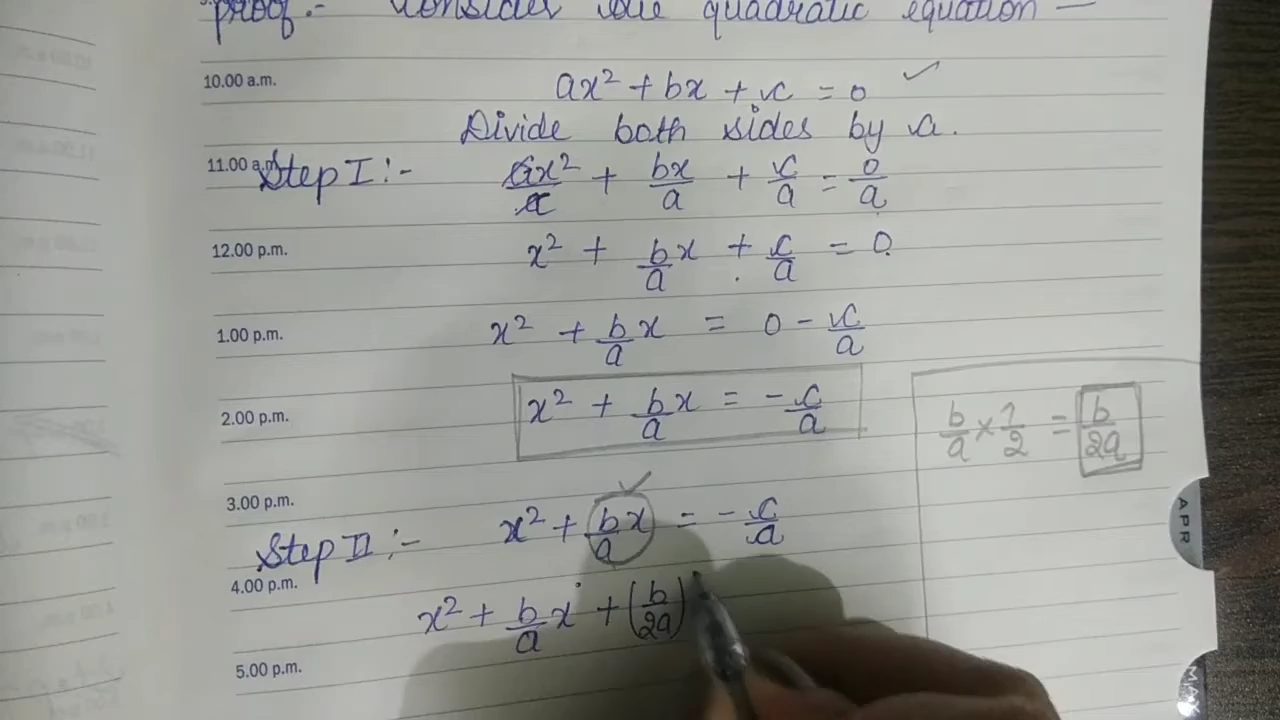 proof :- Consider the quadratic equation —
10.00 a.m.
ax² + bx + c = 0 ✓
Divide both sides by a.
11.00 a.m.
Step I :- ax²/a + bx/a + c/a = 0/a
12.00 p.m.
x² + b/a x + c/a = 0
1.00 p.m.
x² + b/a x = 0 - c/a
2.00 p.m.
x² + b/a x = - c/a
b/a × 1/2 = b/2a
3.00 p.m.
Step II :- x² + b/a x = - c/a
4.00 p.m.
x² + b/a x + (b/2a)
5.00 p.m.
APR
MAY